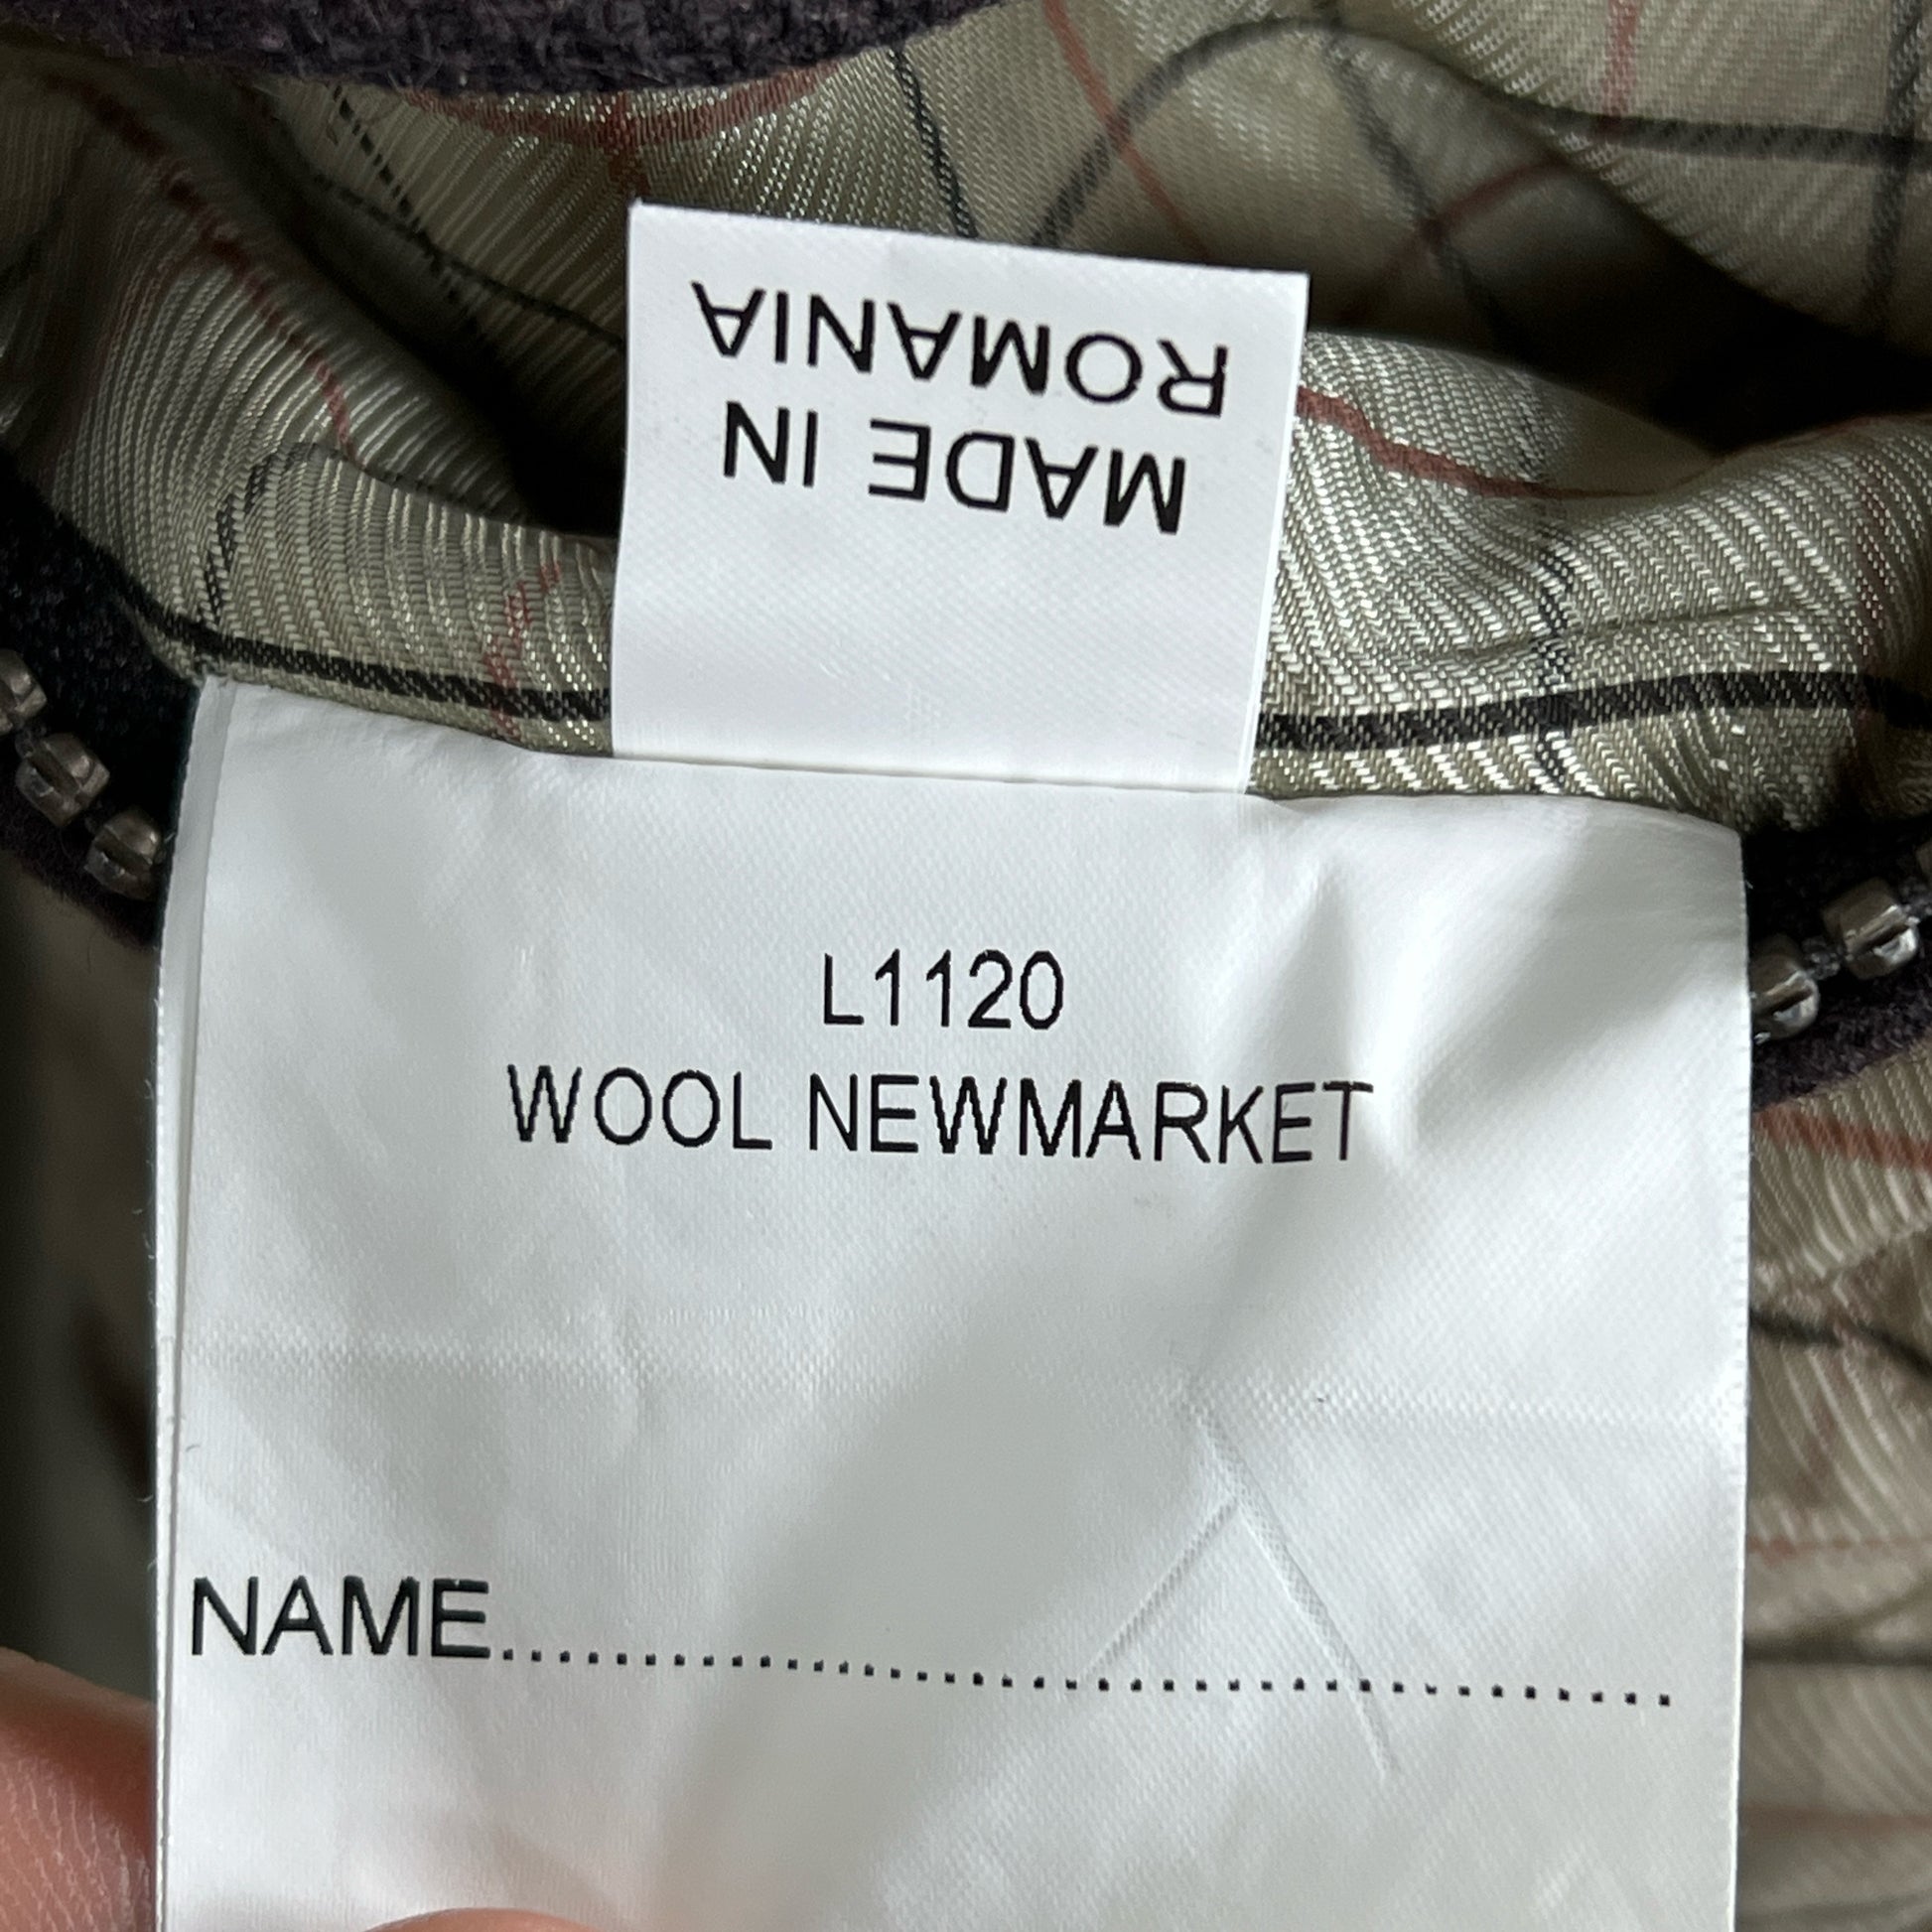 MADE IN
ROMANIA
L1120
WOOL NEWMARKET
NAME............................................